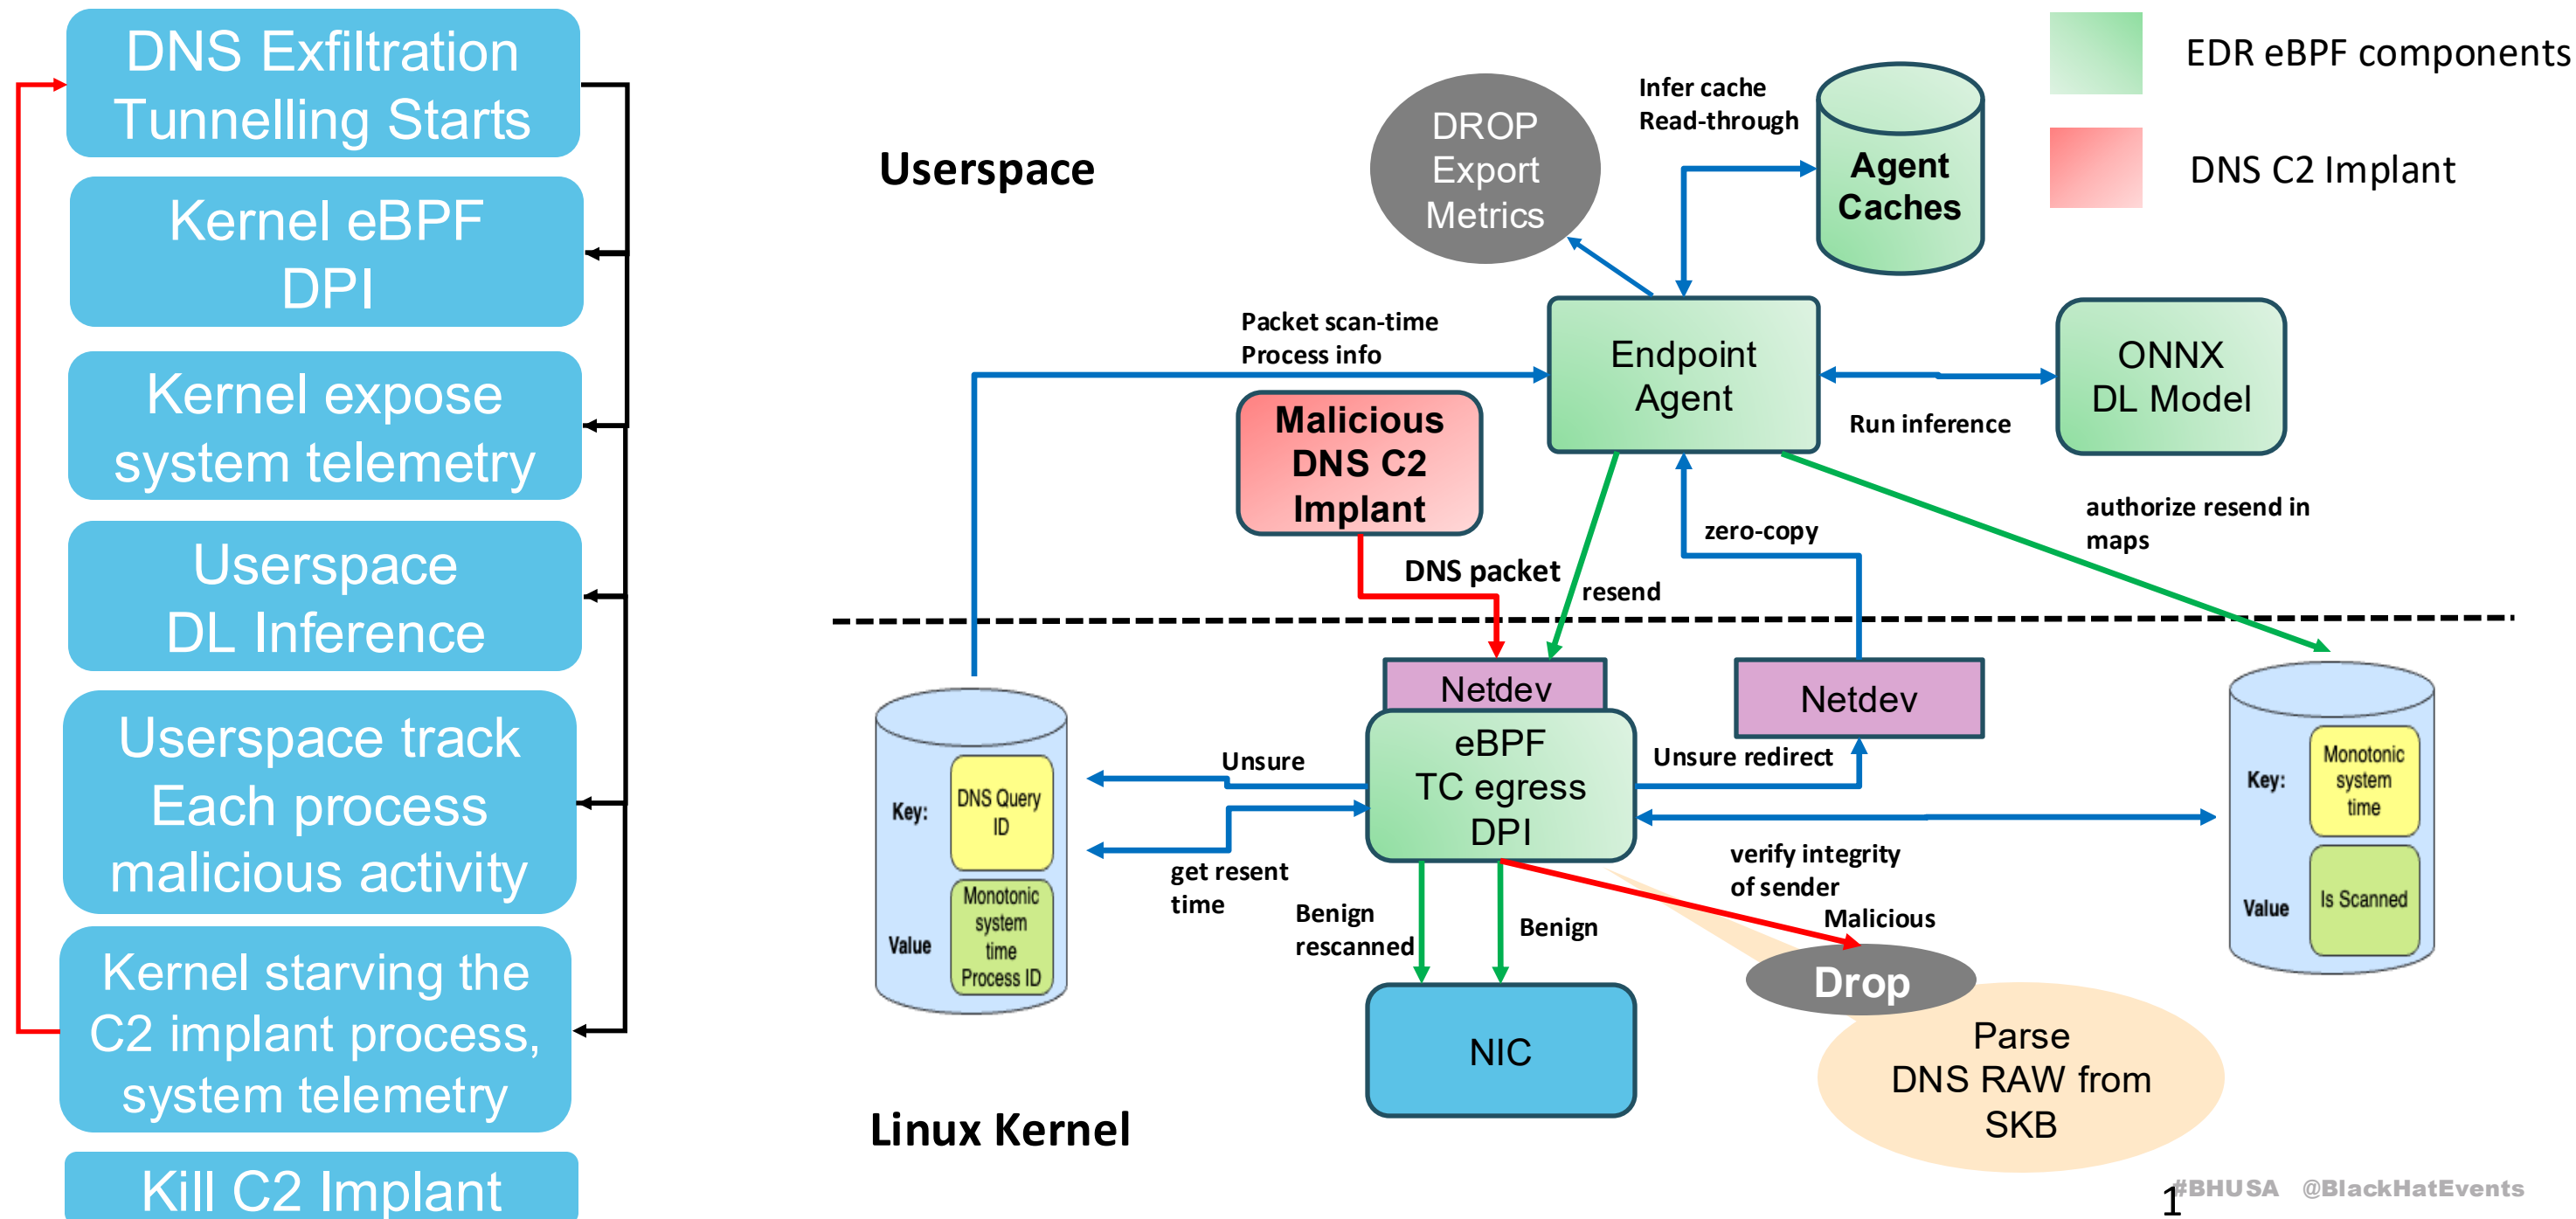 DNS Exfiltration
Tunnelling Starts
Kernel eBPF
DPI
Kernel expose
system telemetry
Userspace
DL Inference
Userspace track
Each process
malicious activity
Kernel starving the
C2 implant process,
system telemetry
Kill C2 Implant
Userspace
DROP
Export
Metrics
Infer cache
Read-through
Agent
Caches
EDR eBPF components
DNS C2 Implant
Packet scan-time
Process info
Endpoint
Agent
ONNX
DL Model
Run inference
Malicious
DNS C2
Implant
DNS packet
resend
zero-copy
authorize resend in
maps
Netdev
Netdev
eBPF
TC egress
DPI
Unsure
Unsure redirect
get resent
time
verify integrity
of sender
Key:
DNS Query
ID
Value
Monotonic
system
time
Process ID
Key:
Monotonic
system
time
Value
Is Scanned
Benign
rescanned
Benign
Malicious
Drop
NIC
Parse
DNS RAW from
SKB
Linux Kernel
1
#BHUSA @BlackHatEvents